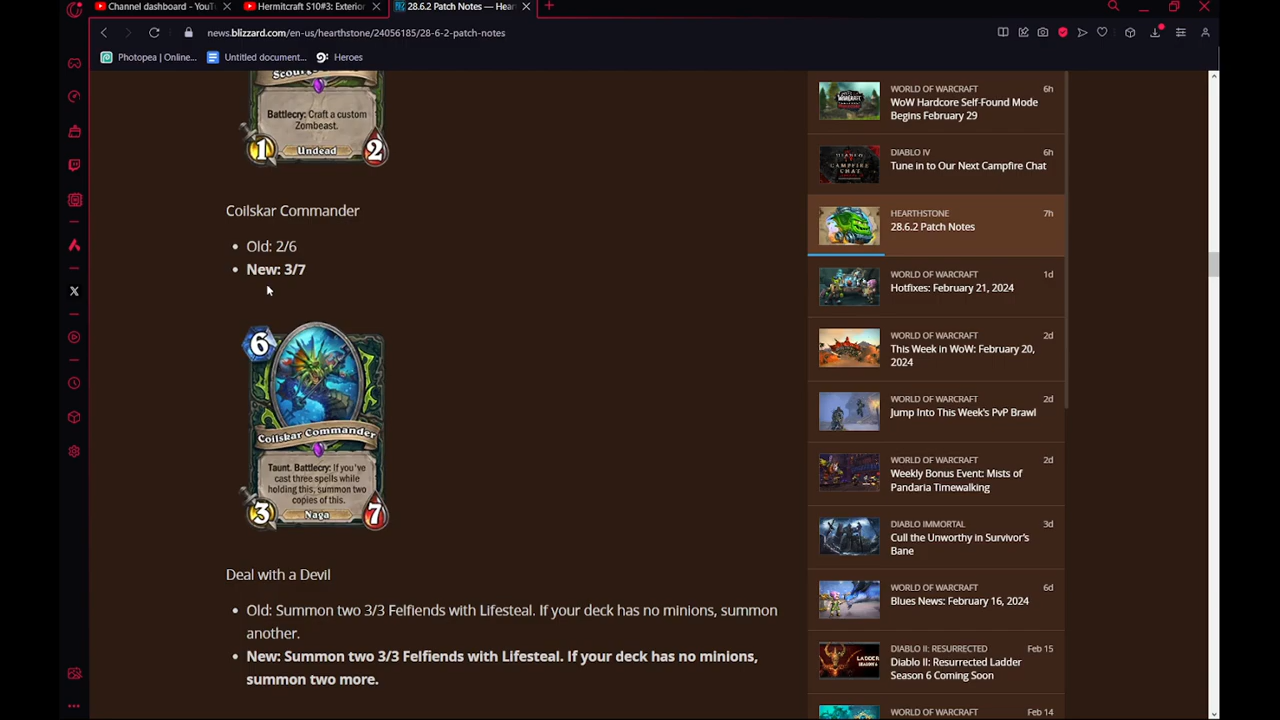 Channel dashboard - YouTu
Hermitcraft S10#3: Exterior
28.6.2 Patch Notes — Hear
news.blizzard.com/en-us/hearthstone/24056185/28-6-2-patch-notes
Photopea | Online...
Untitled document...
Heroes
Battlecry: Craft a custom
Zombeast.
1
Undead
2
Coilskar Commander
• Old: 2/6
• New: 3/7
6
Coilskar Commander
Taunt. Battlecry: If you've
cast three spells while
holding this, summon two
copies of this.
3
Naga
7
Deal with a Devil
• Old: Summon two 3/3 Felfiends with Lifesteal. If your deck has no minions, summon
another.
• New: Summon two 3/3 Felfiends with Lifesteal. If your deck has no minions,
summon two more.
WORLD OF WARCRAFT 6h
WoW Hardcore Self-Found Mode
Begins February 29
DIABLO IV 6h
Tune in to Our Next Campfire Chat
HEARTHSTONE 7h
28.6.2 Patch Notes
WORLD OF WARCRAFT 1d
Hotfixes: February 21, 2024
WORLD OF WARCRAFT 2d
This Week in WoW: February 20,
2024
WORLD OF WARCRAFT 2d
Jump Into This Week's PvP Brawl
WORLD OF WARCRAFT 2d
Weekly Bonus Event: Mists of
Pandaria Timewalking
DIABLO IMMORTAL 3d
Cull the Unworthy in Survivor's
Bane
WORLD OF WARCRAFT 6d
Blues News: February 16, 2024
DIABLO II: RESURRECTED Feb 15
Diablo II: Resurrected Ladder
Season 6 Coming Soon
WORLD OF WARCRAFT Feb 14